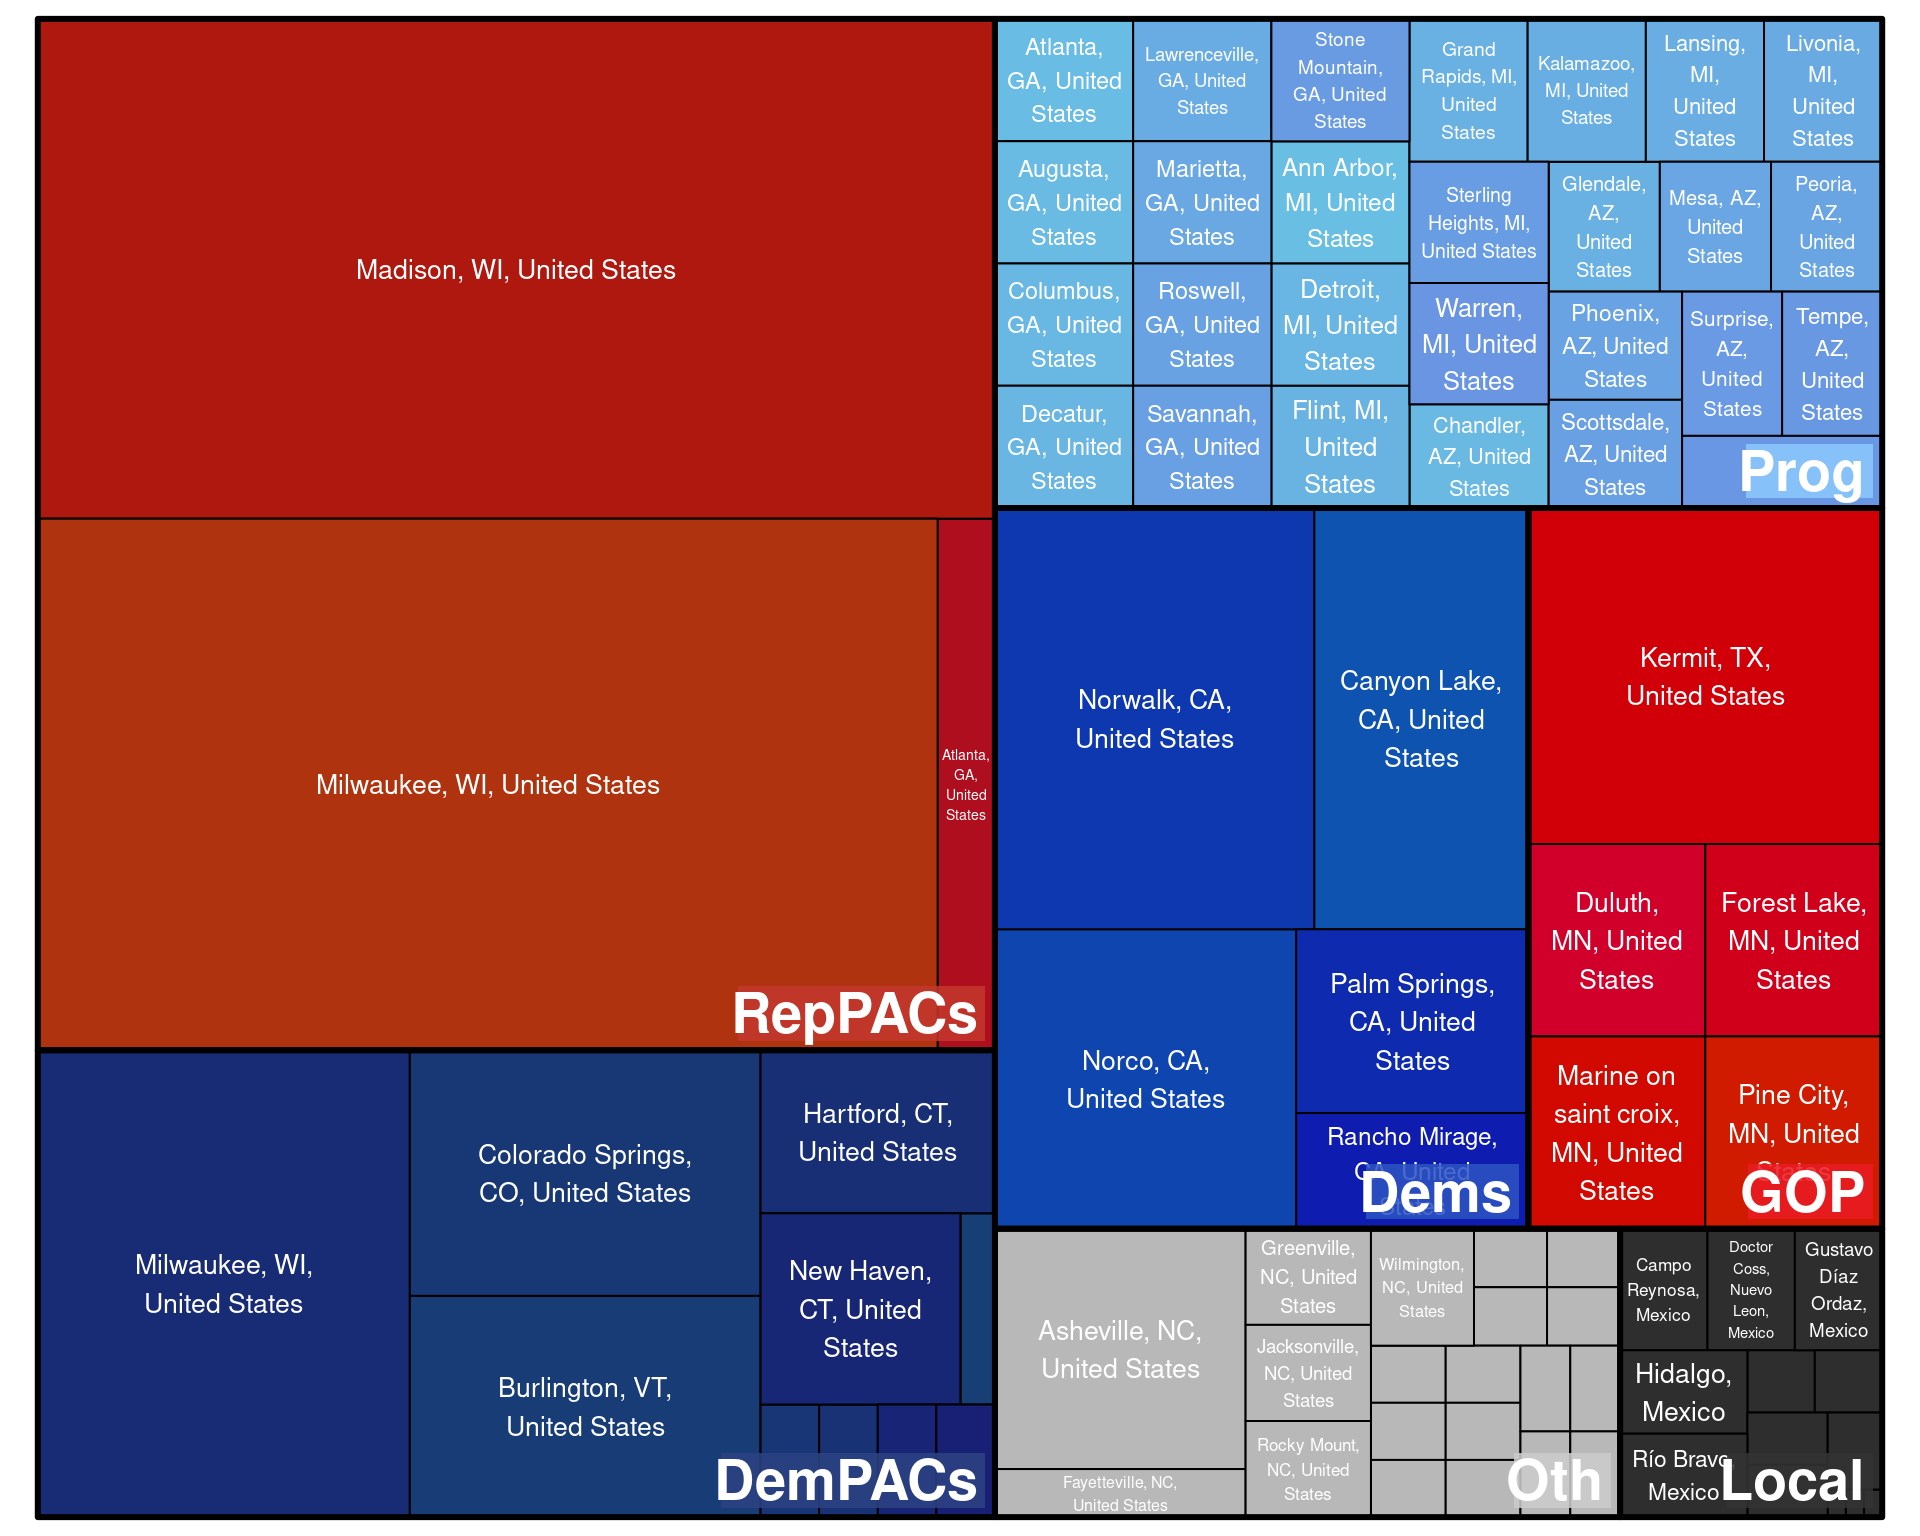 Madison, WI, United States
Milwaukee, WI, United States
Atlanta,
GA,
United
States
RepPACs
Milwaukee, WI,
United States
Colorado Springs,
CO, United States
Burlington, VT,
United States
Hartford, CT,
United States
New Haven,
CT, United
States
DemPACs
Atlanta,
GA, United
States
Lawrenceville,
GA, United
States
Stone
Mountain,
GA, United
States
Grand
Rapids, MI,
United
States
Kalamazoo,
MI, United
States
Lansing,
MI,
United
States
Livonia,
MI,
United
States
Augusta,
GA, United
States
Marietta,
GA, United
States
Ann Arbor,
MI, United
States
Sterling
Heights, MI,
United States
Glendale,
AZ,
United
States
Mesa, AZ,
United
States
Peoria,
AZ,
United
States
Columbus,
GA, United
States
Roswell,
GA, United
States
Detroit,
MI, United
States
Warren,
MI, United
States
Phoenix,
AZ, United
States
Surprise,
AZ,
United
States
Tempe,
AZ,
United
States
Decatur,
GA, United
States
Savannah,
GA, United
States
Flint, MI,
United
States
Chandler,
AZ, United
States
Scottsdale,
AZ, United
States
Prog
Norwalk, CA,
United States
Canyon Lake,
CA, United
States
Norco, CA,
United States
Palm Springs,
CA, United
States
Rancho Mirage,
CA, United
States
Dems
Kermit, TX,
United States
Duluth,
MN, United
States
Forest Lake,
MN, United
States
Marine on
saint croix,
MN, United
States
Pine City,
MN, United
States
GOP
Asheville, NC,
United States
Fayetteville, NC,
United States
Greenville,
NC, United
States
Jacksonville,
NC, United
States
Rocky Mount,
NC, United
States
Wilmington,
NC, United
States
Oth
Campo
Reynosa,
Mexico
Doctor
Coss,
Nuevo
Leon,
Mexico
Gustavo
Díaz
Ordaz,
Mexico
Hidalgo,
Mexico
Río Bravo,
Mexico
Local